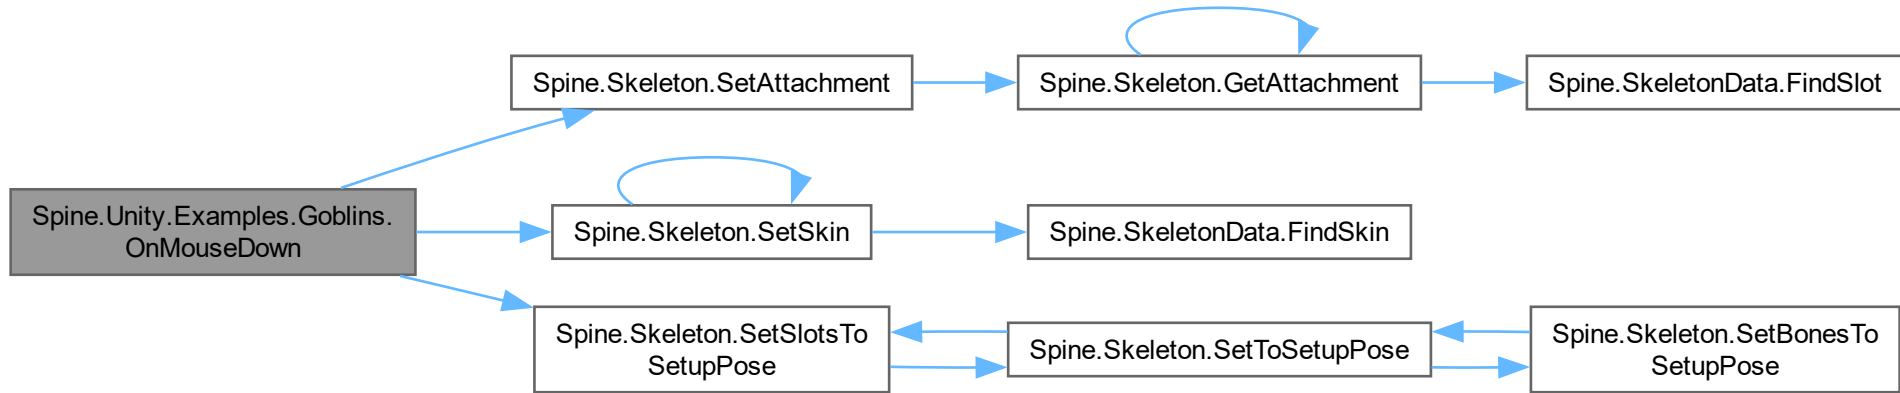 Spine.Skeleton.SetAttachment
Spine.Skeleton.GetAttachment
Spine.SkeletonData.FindSlot
Spine.Unity.Examples.Goblins.
OnMouseDown
Spine.Skeleton.SetSkin
Spine.SkeletonData.FindSkin
Spine.Skeleton.SetSlotsTo
SetupPose
Spine.Skeleton.SetToSetupPose
Spine.Skeleton.SetBonesTo
SetupPose